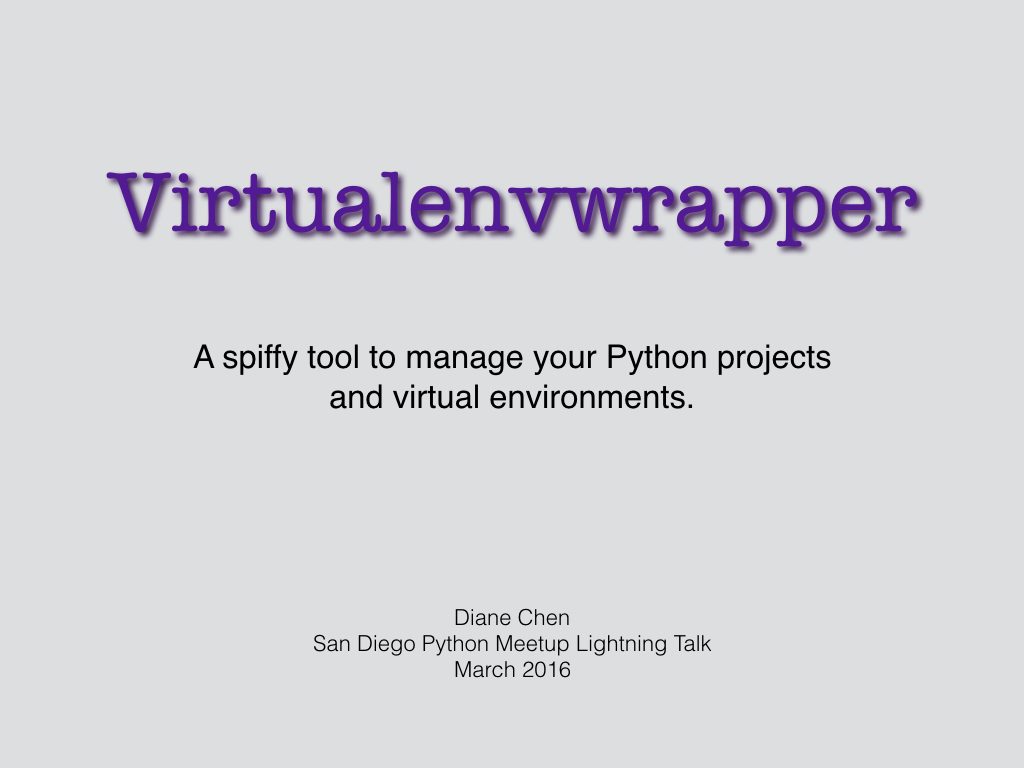 Virtualenvwrapper
A spiffy tool to manage your Python projects
and virtual environments.
Diane Chen
San Diego Python Meetup Lightning Talk
March 2016